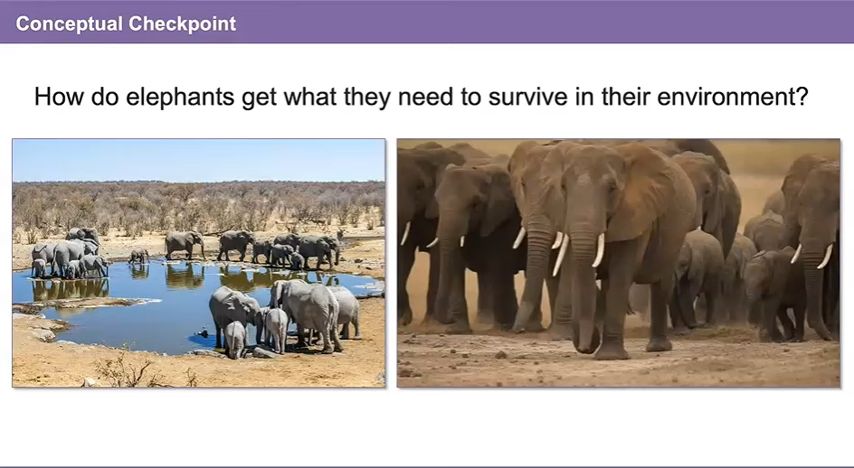 Conceptual Checkpoint
How do elephants get what they need to survive in their environment?